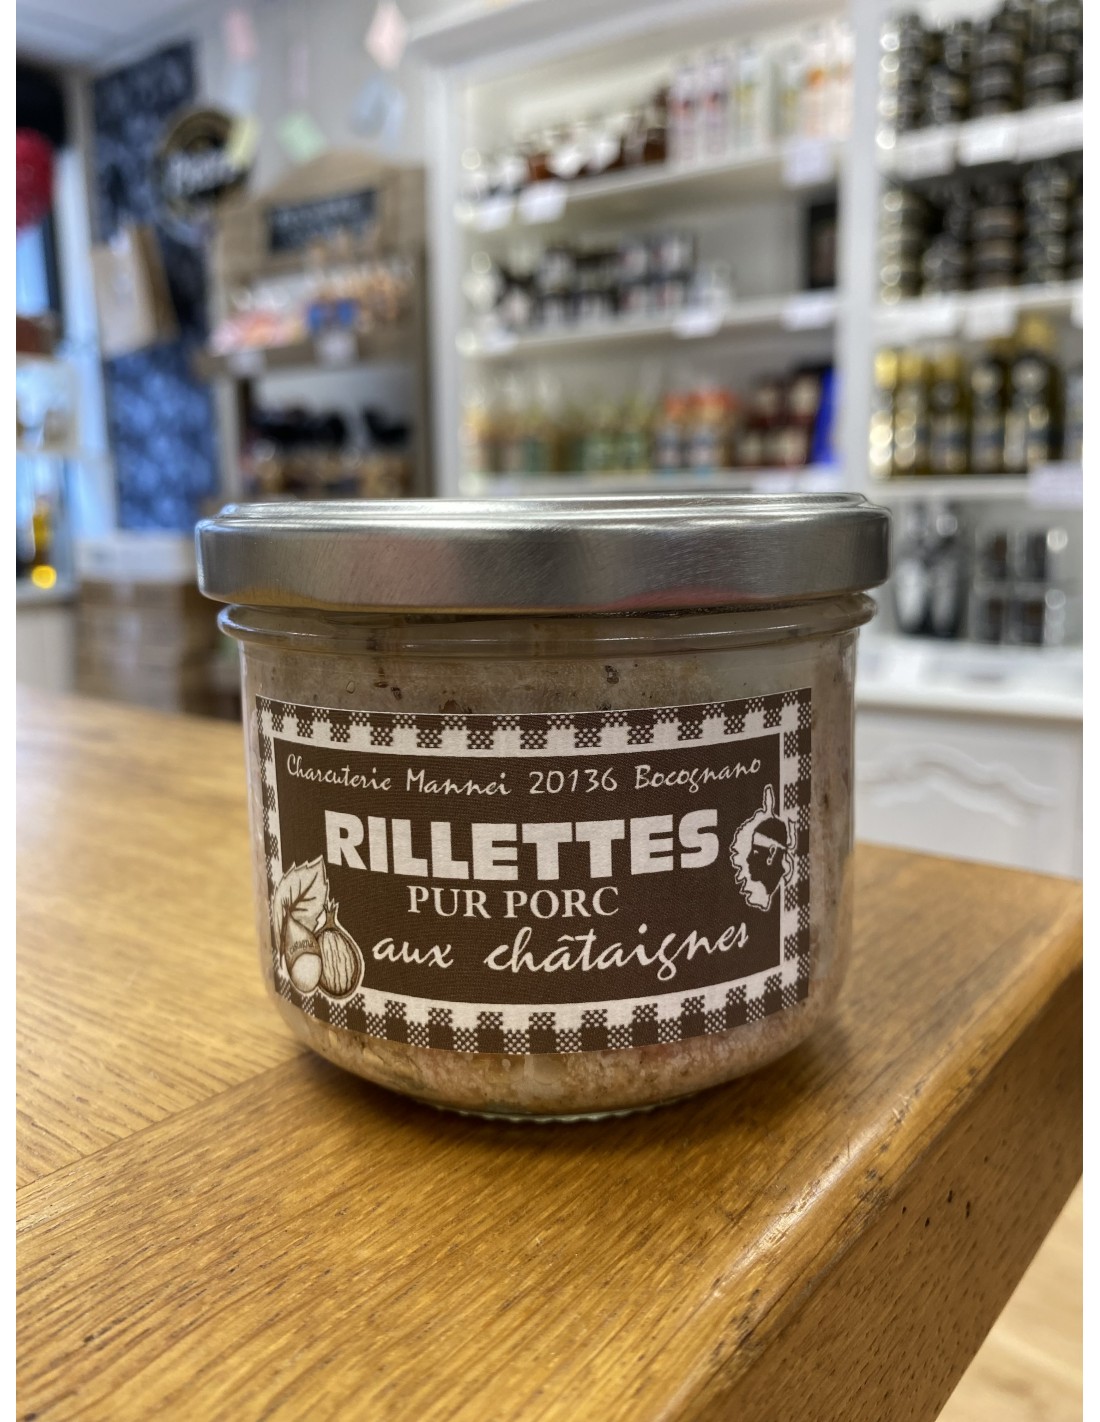 Charcuterie Mannei 20136 Bocognano
RILLETTES
PUR PORC
aux châtaignes